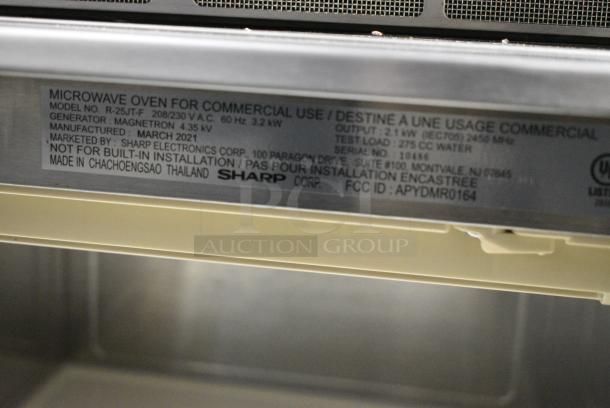 MICROWAVE OVEN FOR COMMERCIAL USE / DESTINE A UNE USAGE COMMERCIAL
MODEL NO. R-25JT-F 208/230 V A.C. 60 Hz 3.2 kW
GENERATOR : MAGNETRON 4.35 kV OUTPUT : 2.1 kW (IEC705) 2450 MHz
MANUFACTURED : MARCH 2021 TEST LOAD : 275 CC WATER
MARKETED BY : SHARP ELECTRONICS CORP. 100 PARAGON DRIVE, SUITE #100, MONTVALE, NJ 07645
SERIAL NO.
NOT FOR BUILT-IN INSTALLATION / PAS POUR INSTALLATION ENCASTREE
MADE IN CHACHOENGSAO THAILAND SHARP CORP. FCC ID : APYDMR0164
PCI
AUCTION GROUP